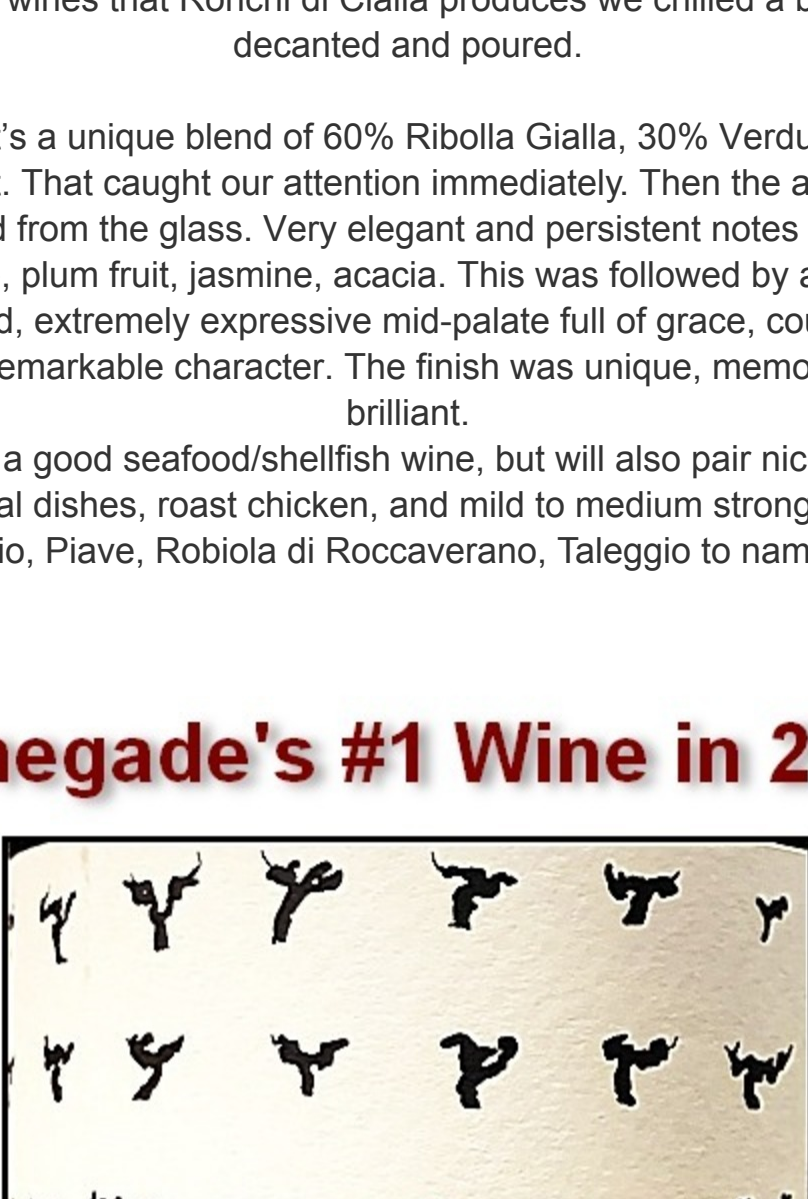 wines that Ronchi di Cialla produces we chilled a b
decanted and poured.
t's a unique blend of 60% Ribolla Gialla, 30% Verdu
. That caught our attention immediately. Then the a
d from the glass. Very elegant and persistent notes
, plum fruit, jasmine, acacia. This was followed by a
d, extremely expressive mid-palate full of grace, cou
emarkable character. The finish was unique, memo
brilliant.
a good seafood/shellfish wine, but will also pair nic
al dishes, roast chicken, and mild to medium strong
io, Piave, Robiola di Roccaverano, Taleggio to nam
negade's #1 Wine in 2